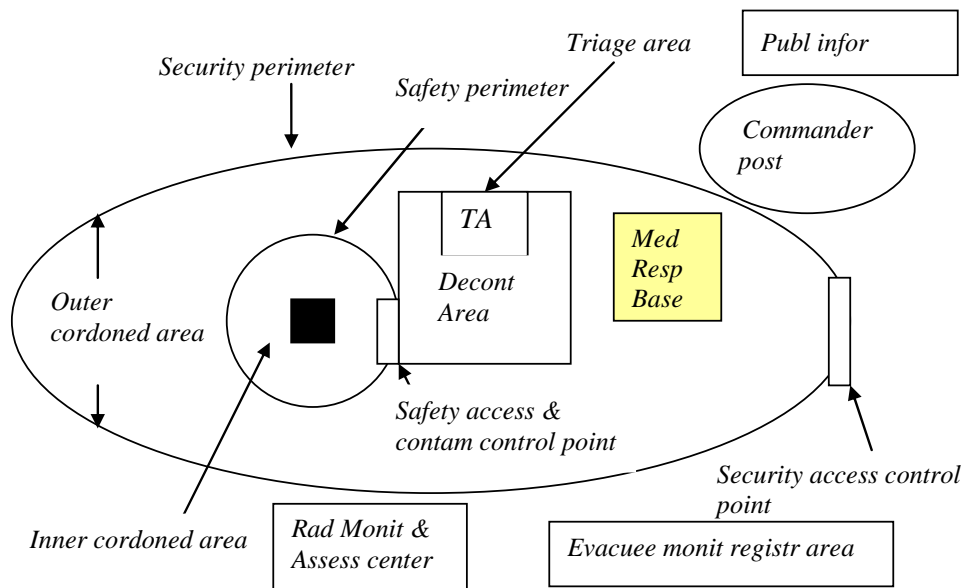 Triage area
Publ infor
Security perimeter
Safety perimeter
Commander
post
TA
Med
Resp
Base
Decont
Area
Outer
cordoned area
Safety access &
contam control point
Security access control
point
Inner cordoned area
Rad Monit &
Assess center
Evacuee monit registr area